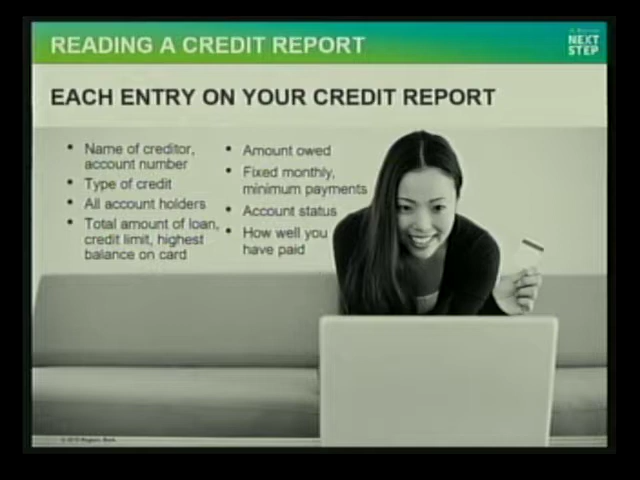 READING A CREDIT REPORT
NEXT
STEP
EACH ENTRY ON YOUR CREDIT REPORT
• Name of creditor,
account number
• Type of credit
• All account holders
• Total amount of loan,
credit limit, highest
balance on card
• Amount owed
• Fixed monthly,
minimum payments
• Account status
• How well you
have paid